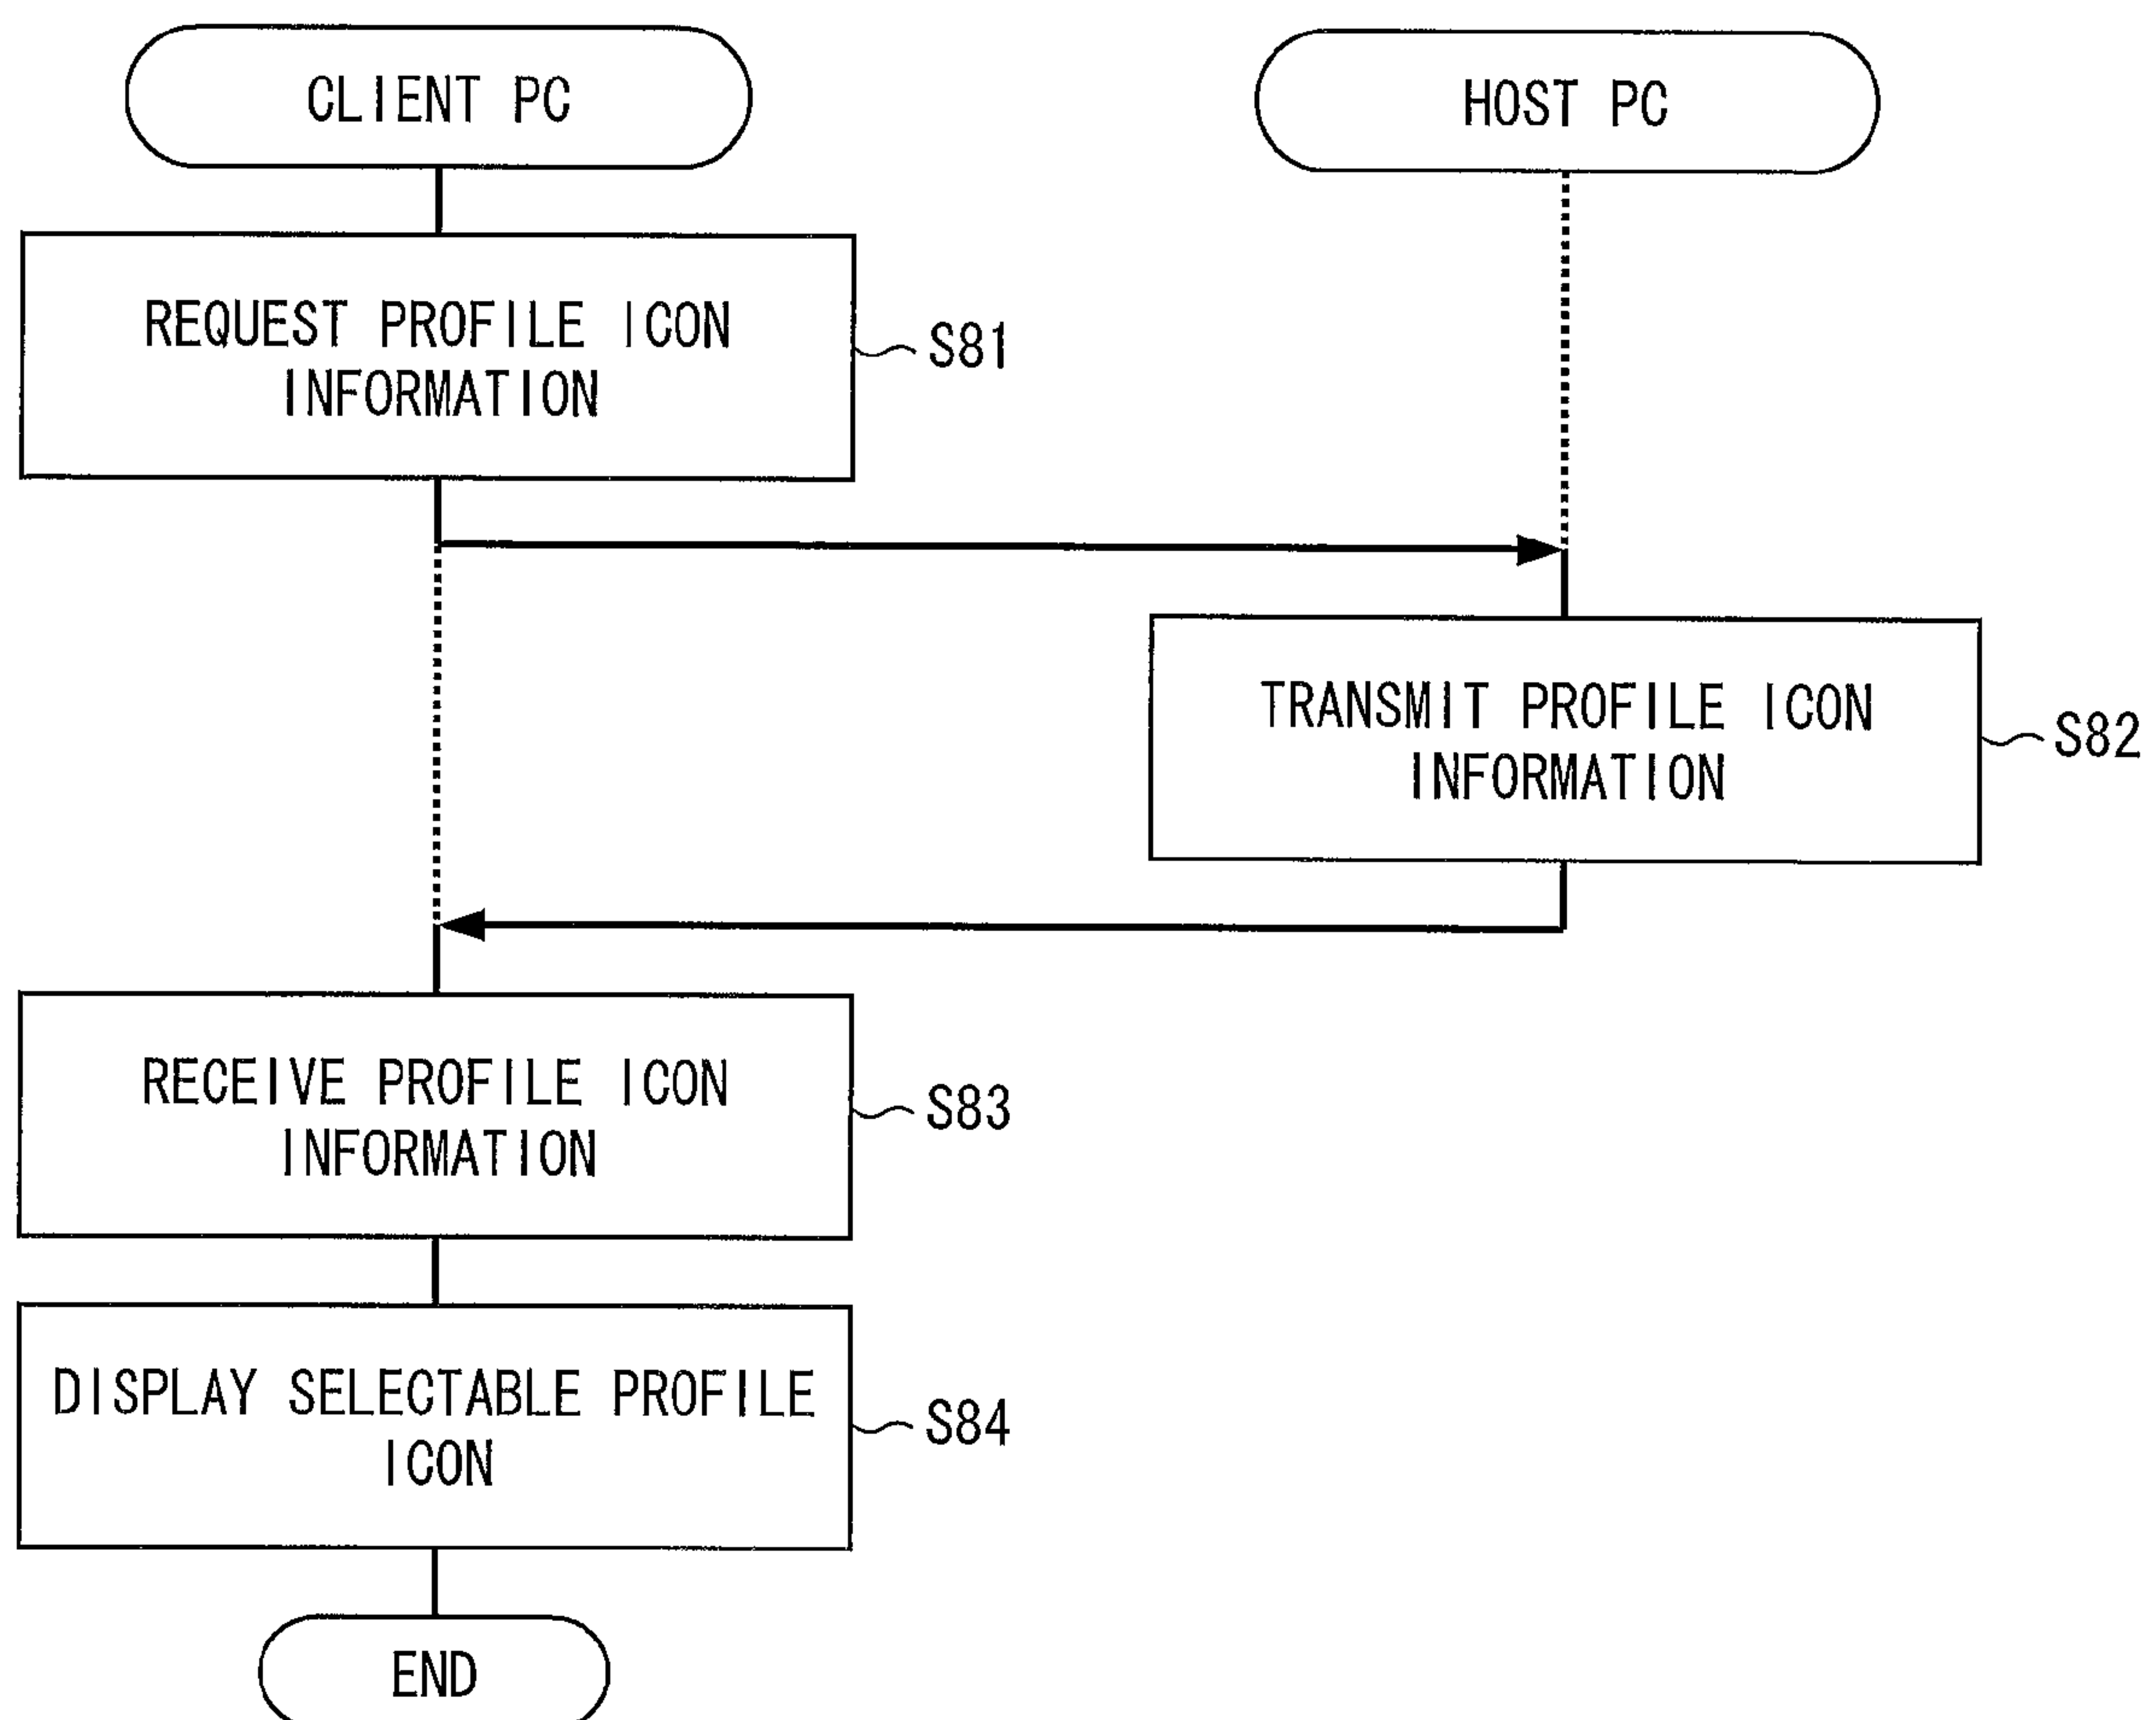 CLIENT PC
HOST PC
REQUEST PROFILE ICON
INFORMATION
S81
TRANSMIT PROFILE ICON
INFORMATION
S82
RECEIVE PROFILE ICON
INFORMATION
S83
DISPLAY SELECTABLE PROFILE
ICON
S84
END